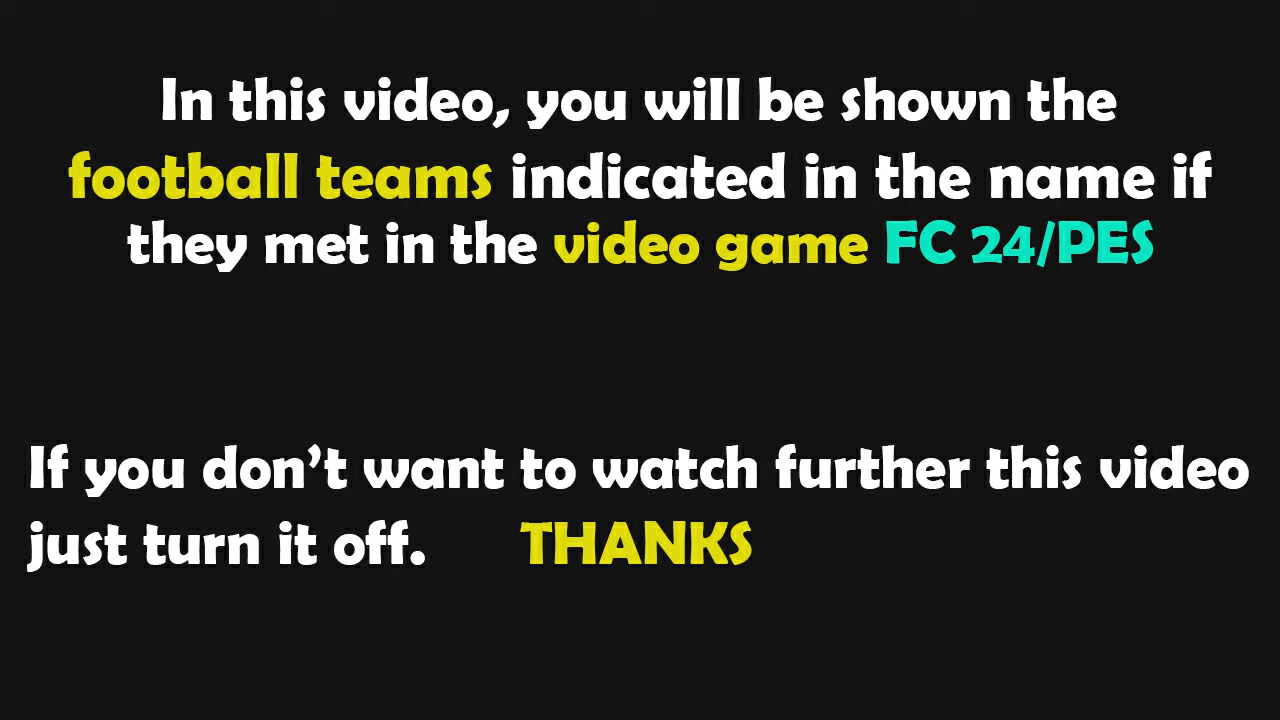 In this video, you will be shown the
football teams indicated in the name if
they met in the video game FC 24/PES
If you don't want to watch further this video
just turn it off. THANKS